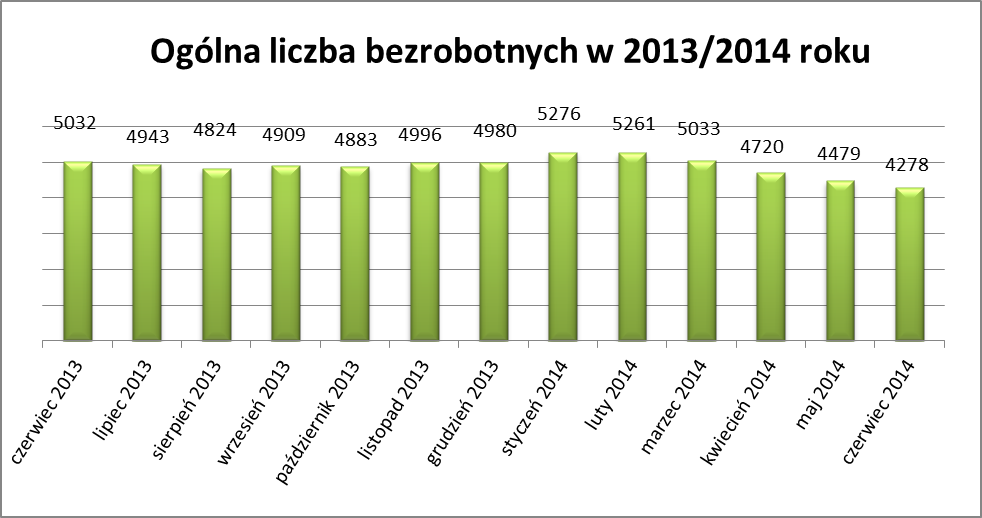 Ogólna liczba bezrobotnych w 2013/2014 roku
5032
4943
4824
4909
4883
4996
4980
5276
5261
5033
4720
4479
4278
czerwiec 2013
lipiec 2013
sierpień 2013
wrzesień 2013
październik 2013
listopad 2013
grudzień 2013
styczeń 2014
luty 2014
marzec 2014
kwiecień 2014
maj 2014
czerwiec 2014